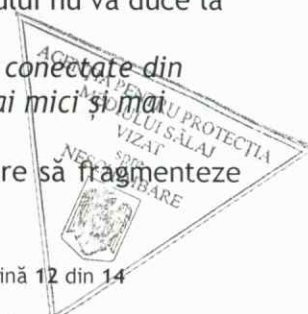 ului nu va duce la
conectate din
ai mici și mai
re să fragmenteze
AGENȚIA PENTRU PROTECȚIA
MEDIULUI SĂLAJ
VIZAT
spre
NESCHIMBARE
ină 12 din 14